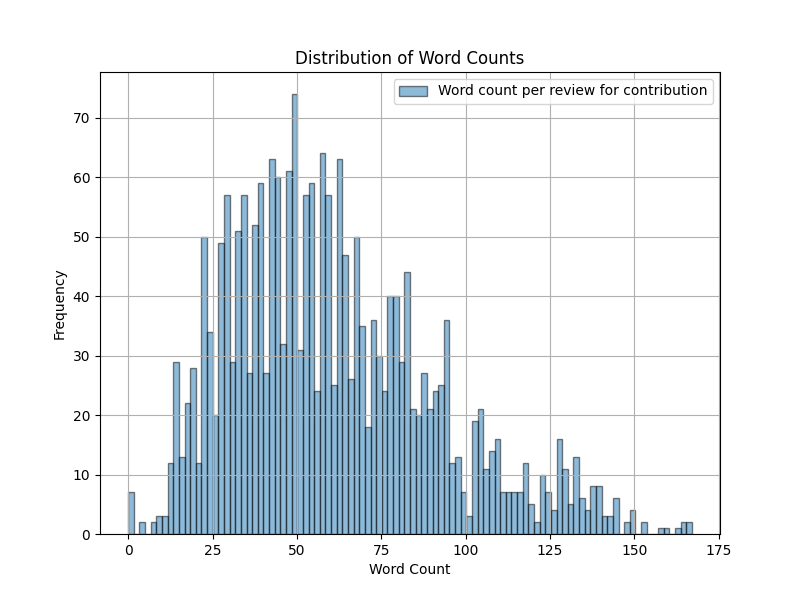 Distribution of Word Counts
Word count per review for contribution
70
60
50
40
30
20
10
0
Frequency
0 25 50 75 100 125 150 175
Word Count